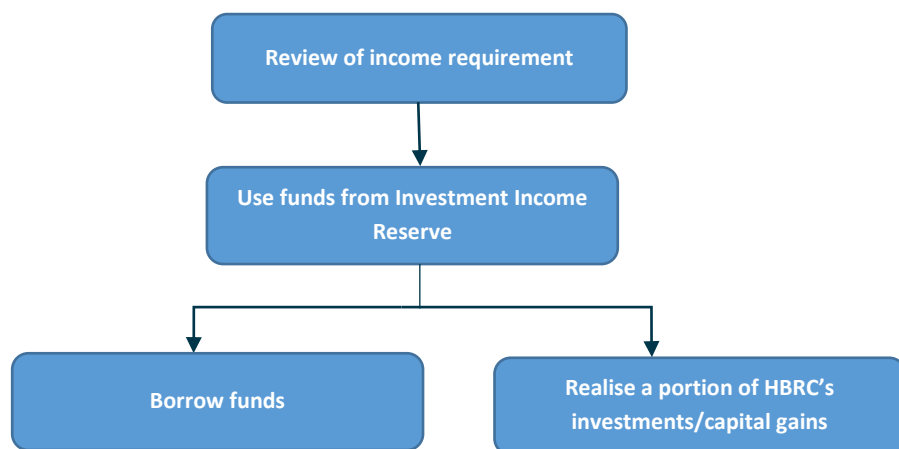 Review of income requirement
Use funds from Investment Income
Reserve
Borrow funds
Realise a portion of HBRC’s
investments/capital gains